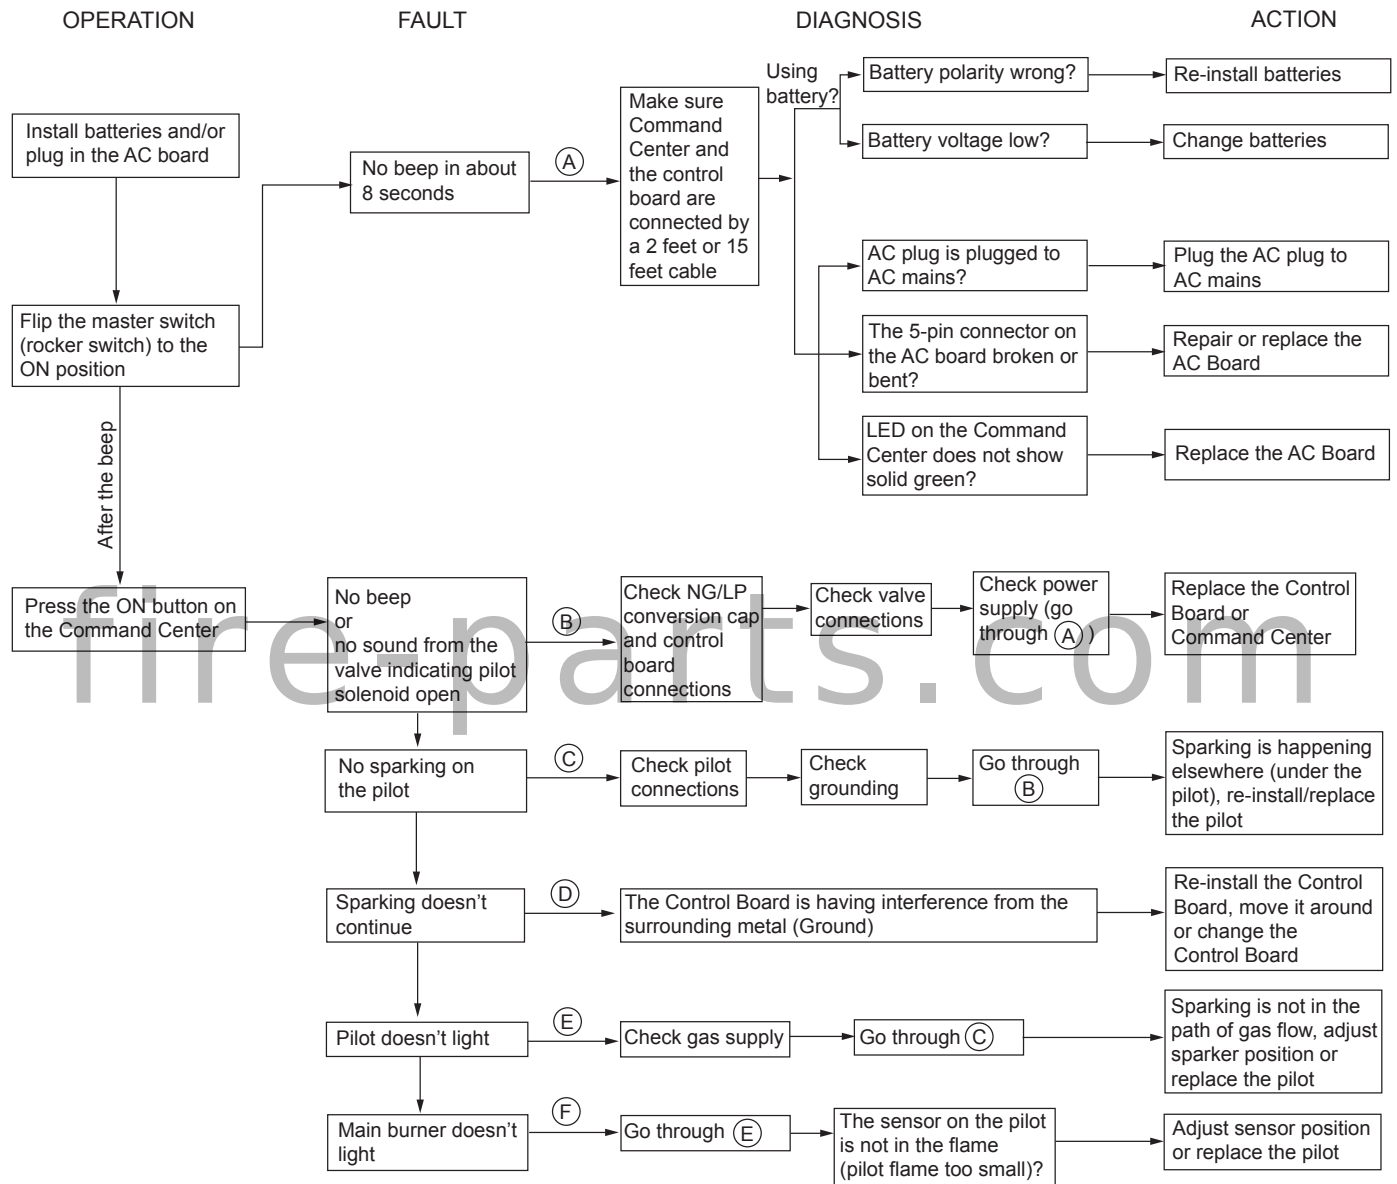 OPERATION
FAULT
DIAGNOSIS
ACTION
Install batteries and/or
plug in the AC board
Flip the master switch
(rocker switch) to the
ON position
After the beep
No beep in about
8 seconds
A
Make sure
Command
Center and
the control
board are
connected by
a 2 feet or 15
feet cable
Using
battery?
Battery polarity wrong?
Re-install batteries
Battery voltage low?
Change batteries
AC plug is plugged to
AC mains?
Plug the AC plug to
AC mains
The 5-pin connector on
the AC board broken or
bent?
Repair or replace the
AC Board
LED on the Command
Center does not show
solid green?
Replace the AC Board
Press the ON button on
the Command Center
No beep
or
no sound from the
valve indicating pilot
solenoid open
B
Check NG/LP
conversion cap
and control
board
connections
Check valve
connections
Check power
supply (go
through A )
Replace the Control
Board or
Command Center
fire-parts.com
No sparking on
the pilot
C
Check pilot
connections
Check
grounding
Go through
B
Sparking is happening
elsewhere (under the
pilot), re-install/replace
the pilot
Sparking doesn't
continue
D
The Control Board is having interference from the
surrounding metal (Ground)
Re-install the Control
Board, move it around
or change the
Control Board
Pilot doesn't light
E
Check gas supply
Go through C
Sparking is not in the
path of gas flow, adjust
sparker position or
replace the pilot
Main burner doesn't
light
F
Go through E
The sensor on the pilot
is not in the flame
(pilot flame too small)?
Adjust sensor position
or replace the pilot